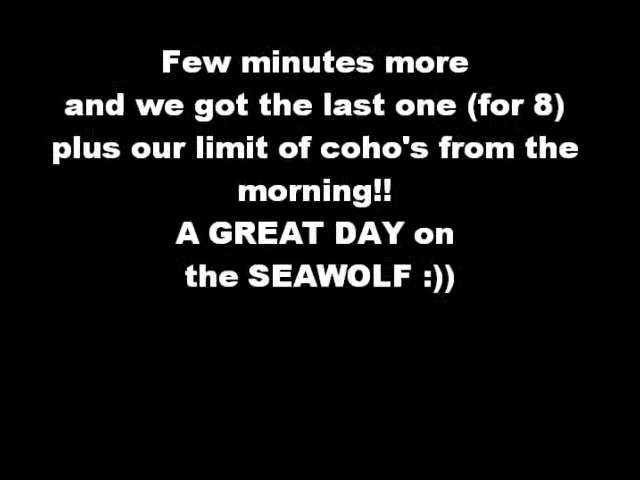 Few minutes more
and we got the last one (for 8)
plus our limit of coho's from the
morning!!
A GREAT DAY on
the SEAWOLF :))